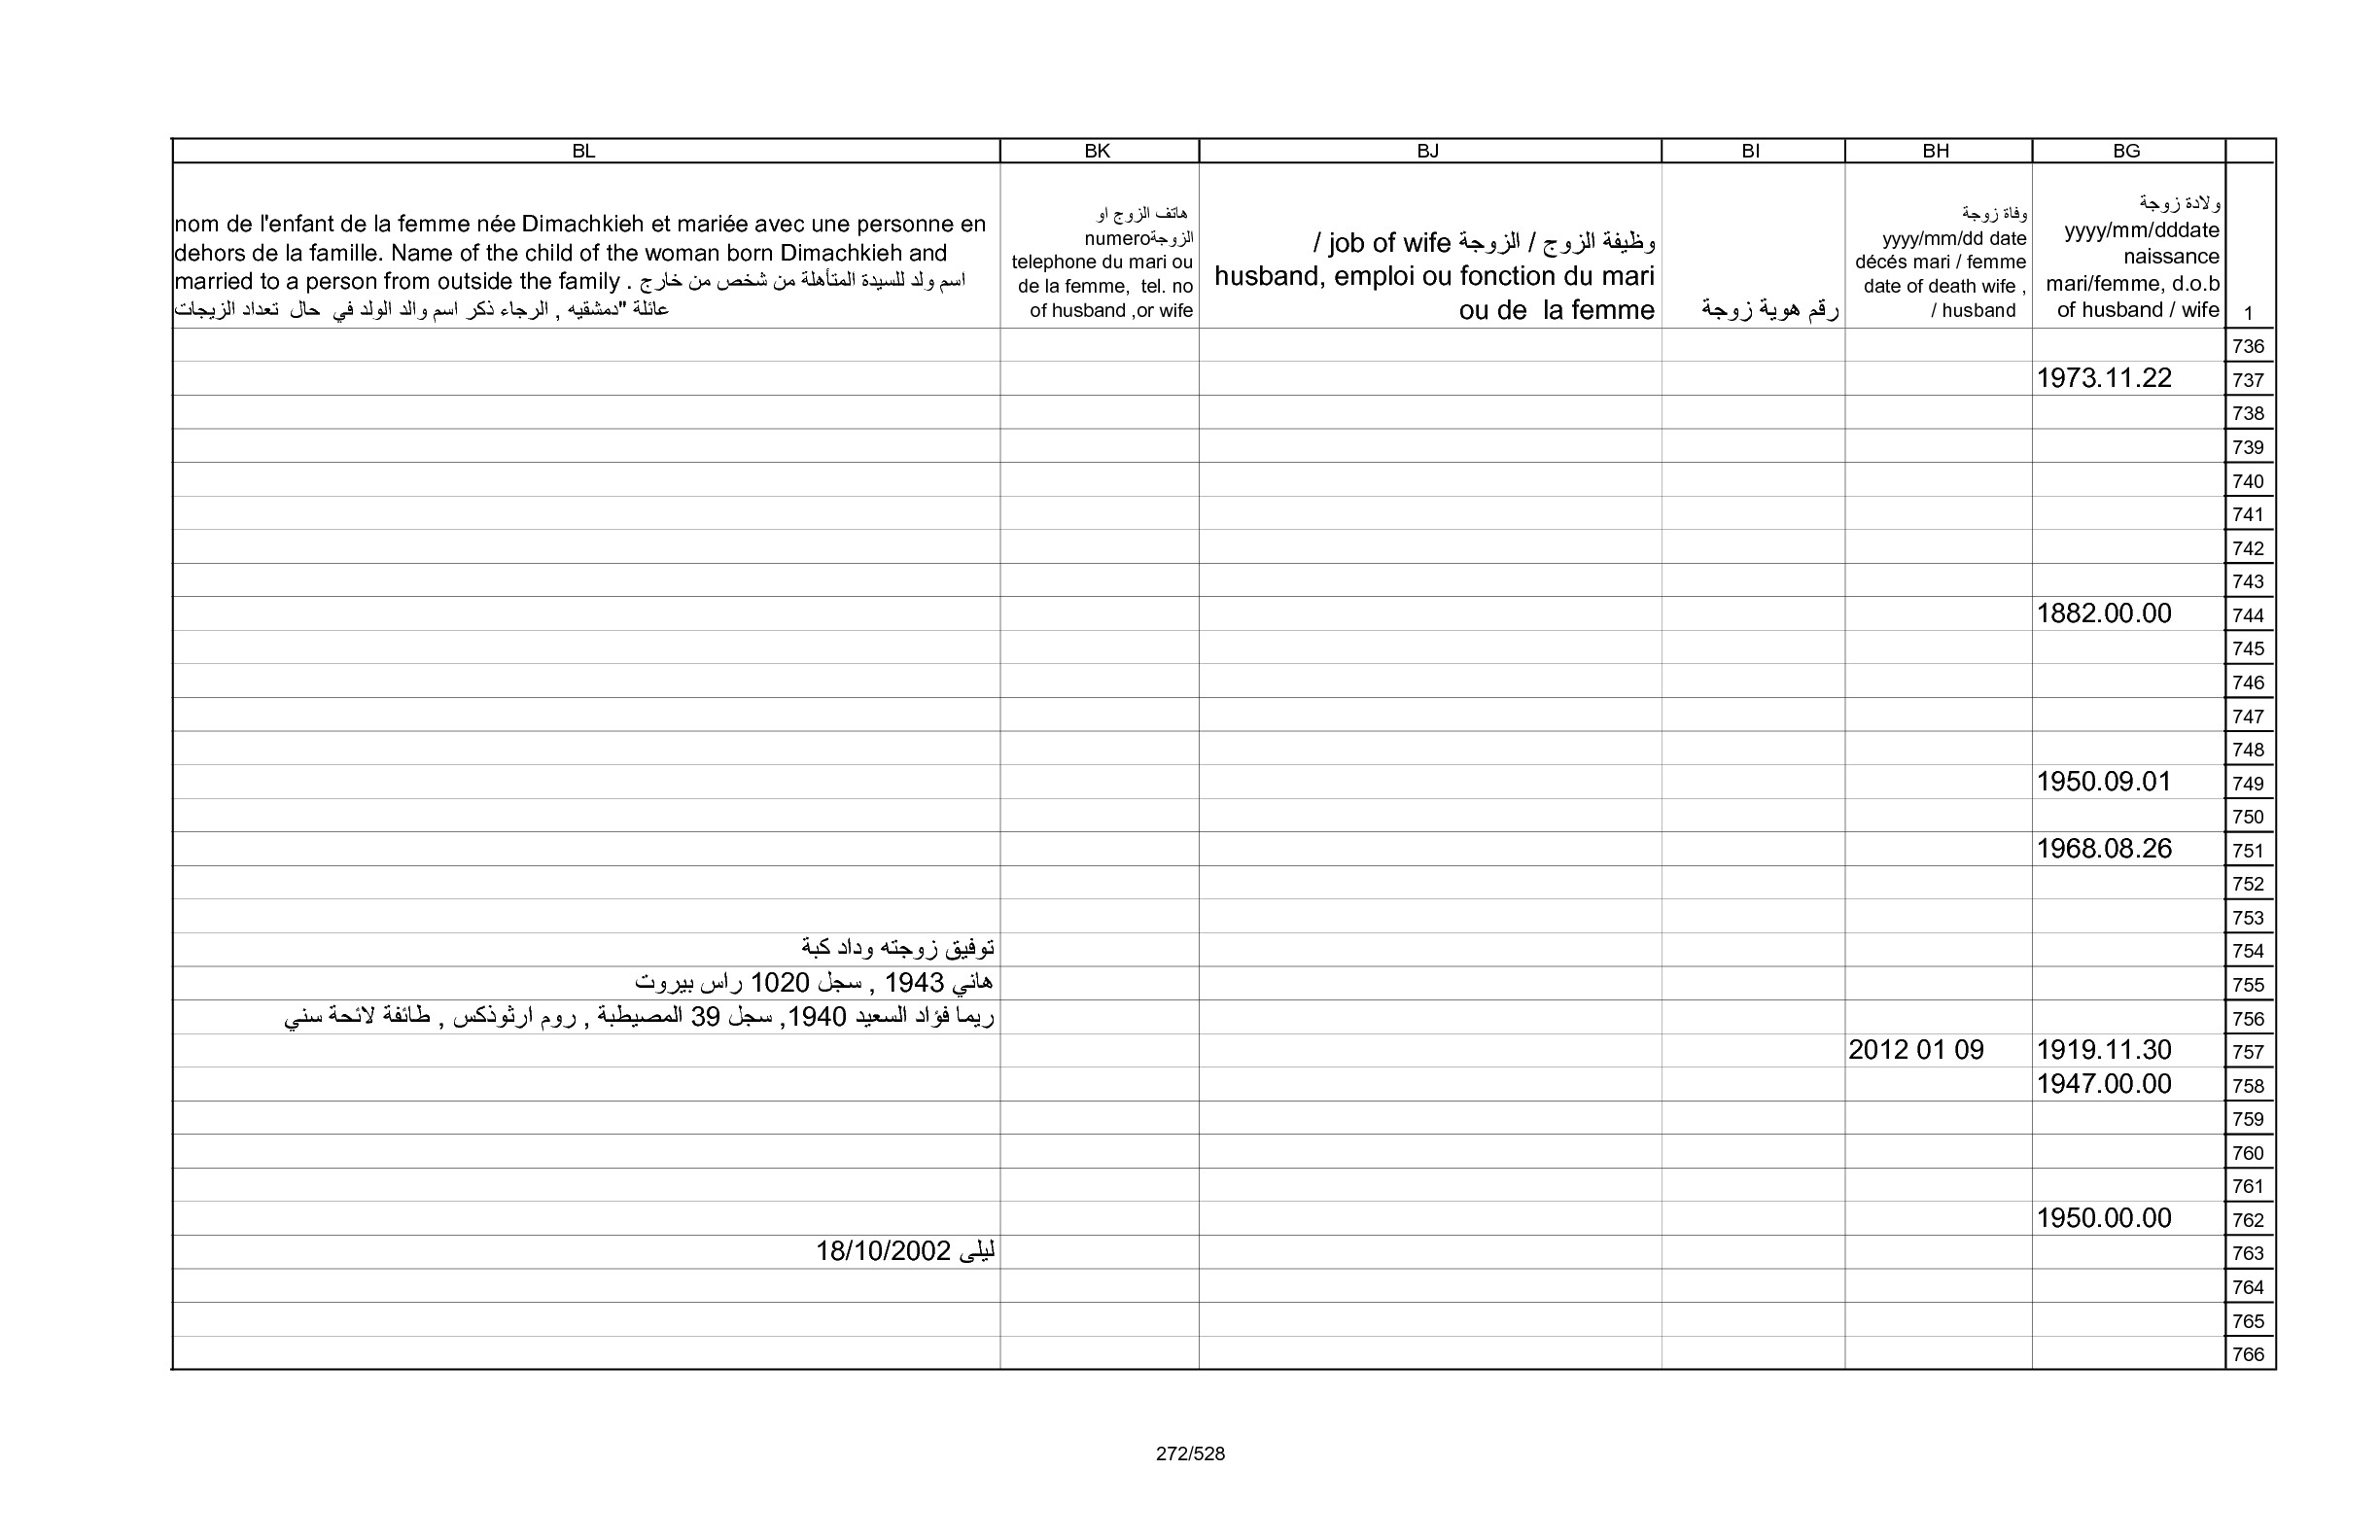 BL BK BJ BI BH BG
nom de l'enfant de la femme née Dimachkieh et mariée avec une personne en
dehors de la famille. Name of the child of the woman born Dimachkieh and
married to a person from outside the family . اسم ولد للسيدة المتأهلة من شخص من خارج
عائلة "دمشقيه , الرجاء ذكر اسم والد الولد في حال تعداد الزيجات
هاتف الزوج او
الزوجةnumero
telephone du mari ou
de la femme, tel. no
of husband ,or wife
وظيفة الزوج / الزوجة job of wife /
husband, emploi ou fonction du mari
ou de la femme
رقم هوية زوجة
وفاة زوجة
yyyy/mm/dd date
décés mari / femme
date of death wife ,
/ husband
ولادة زوجة
yyyy/mm/dddate
naissance
mari/femme, d.o.b
of husband / wife
1
736
1973.11.22 737
738
739
740
741
742
743
1882.00.00 744
745
746
747
748
1950.09.01 749
750
1968.08.26 751
752
753
توفيق زوجته وداد كبة 754
هاني 1943 , سجل 1020 راس بيروت 755
ريما فؤاد السعيد 1940, سجل 39 المصيطبة , روم ارثوذكس , طائفة لائحة سني 756
2012 01 09 1919.11.30 757
1947.00.00 758
759
760
761
1950.00.00 762
ليلى 18/10/2002 763
764
765
766
272/528